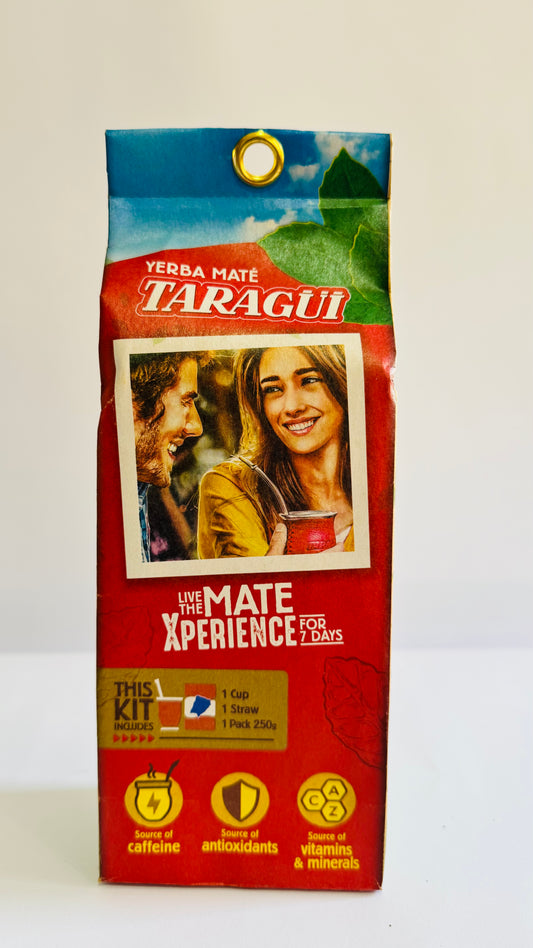 YERBA MATÉ
TARAGÜÏ
LIVE THE MATE
XPERIENCE FOR 7 DAYS
THIS KIT INCLUDES
1 Cup
1 Straw
1 Pack 250g
Source of
caffeine
Source of
antioxidants
C A Z
Source of
vitamins
& minerals